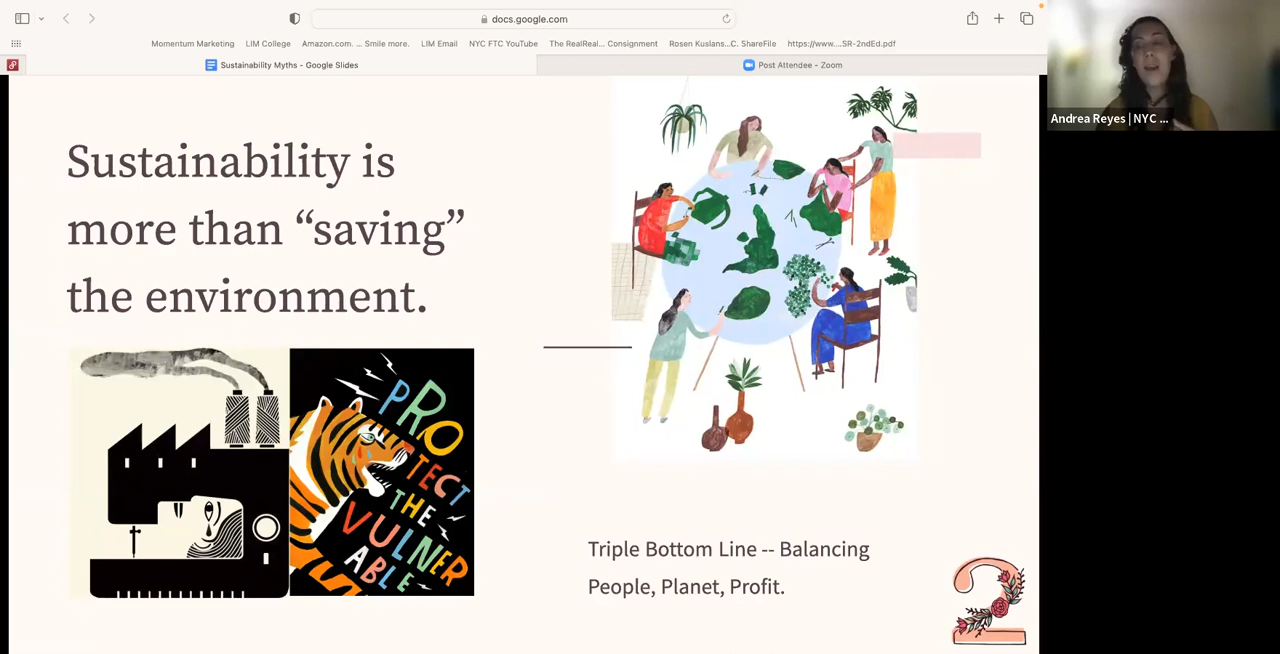 docs.google.com
Momentum Marketing
LIM College
Amazon.com. ... Smile more.
LIM Email
NYC FTC YouTube
The RealReal... Consignment
Rosen Kuslans...C. ShareFile
https://www....SR-2ndEd.pdf
Sustainability Myths - Google Slides
Post Attendee - Zoom
Andrea Reyes | NYC ...
Sustainability is
more than “saving”
the environment.
PRO
TECT
THE
VULNER
ABLE
Triple Bottom Line -- Balancing
People, Planet, Profit.
2